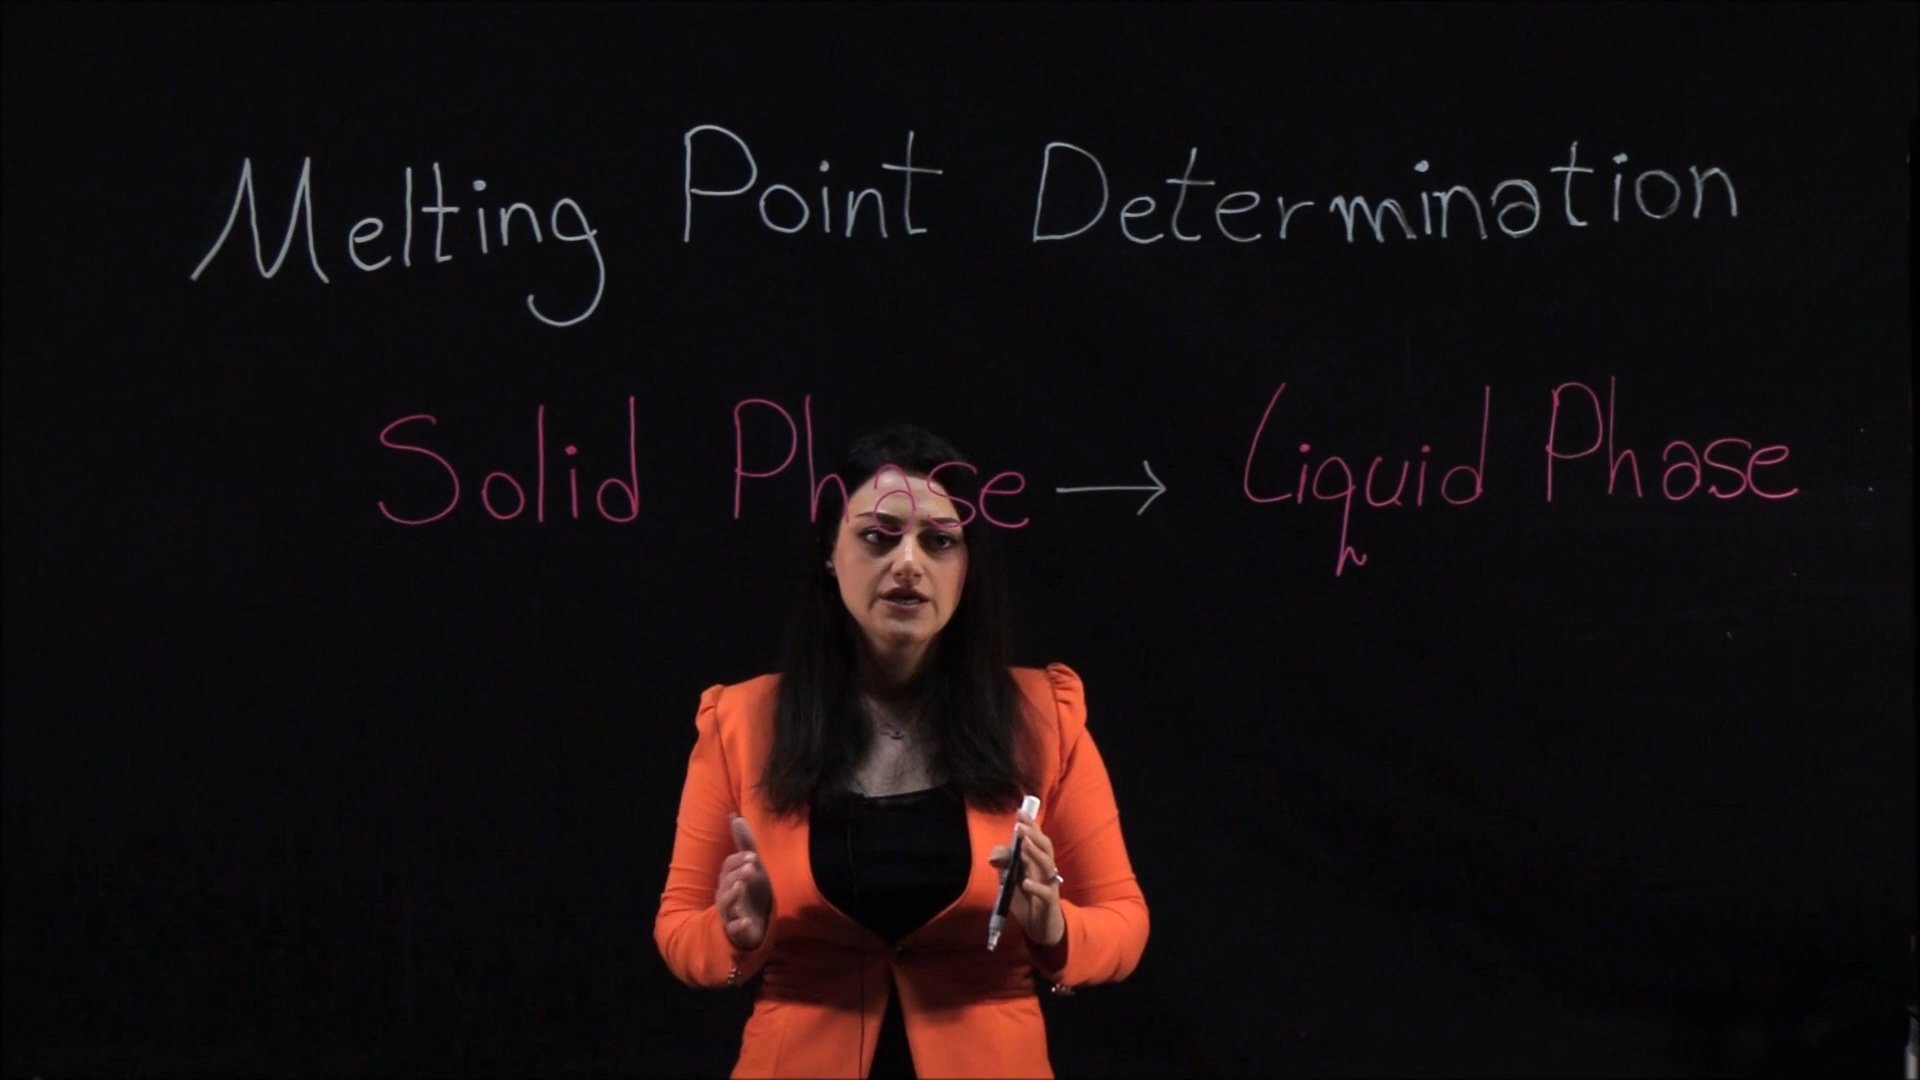 Melting Point Determination
Solid Phase → Liquid Phase